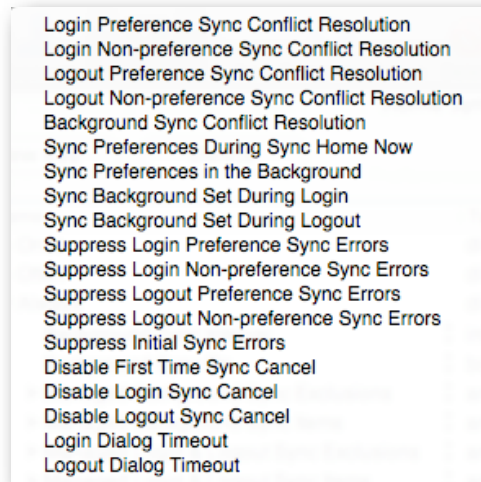 Login Preference Sync Conflict Resolution
Login Non-preference Sync Conflict Resolution
Logout Preference Sync Conflict Resolution
Logout Non-preference Sync Conflict Resolution
Background Sync Conflict Resolution
Sync Preferences During Sync Home Now
Sync Preferences in the Background
Sync Background Set During Login
Sync Background Set During Logout
Suppress Login Preference Sync Errors
Suppress Login Non-preference Sync Errors
Suppress Logout Preference Sync Errors
Suppress Logout Non-preference Sync Errors
Suppress Initial Sync Errors
Disable First Time Sync Cancel
Disable Login Sync Cancel
Disable Logout Sync Cancel
Login Dialog Timeout
Logout Dialog Timeout